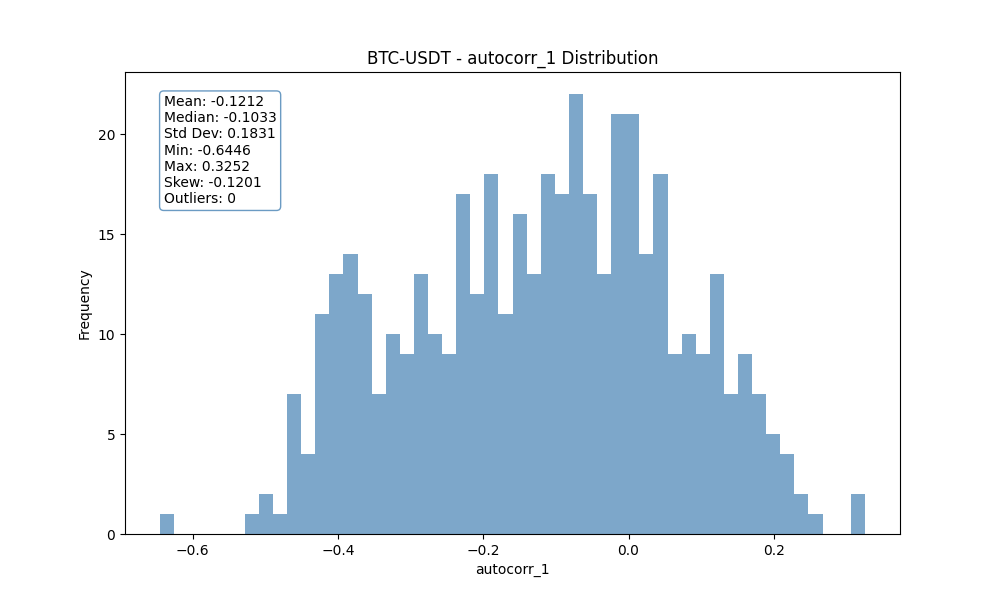 BTC-USDT - autocorr_1 Distribution
Mean: -0.1212
Median: -0.1033
Std Dev: 0.1831
Min: -0.6446
Max: 0.3252
Skew: -0.1201
Outliers: 0
Frequency
20
15
10
5
0
−0.6 −0.4 −0.2 0.0 0.2
autocorr_1